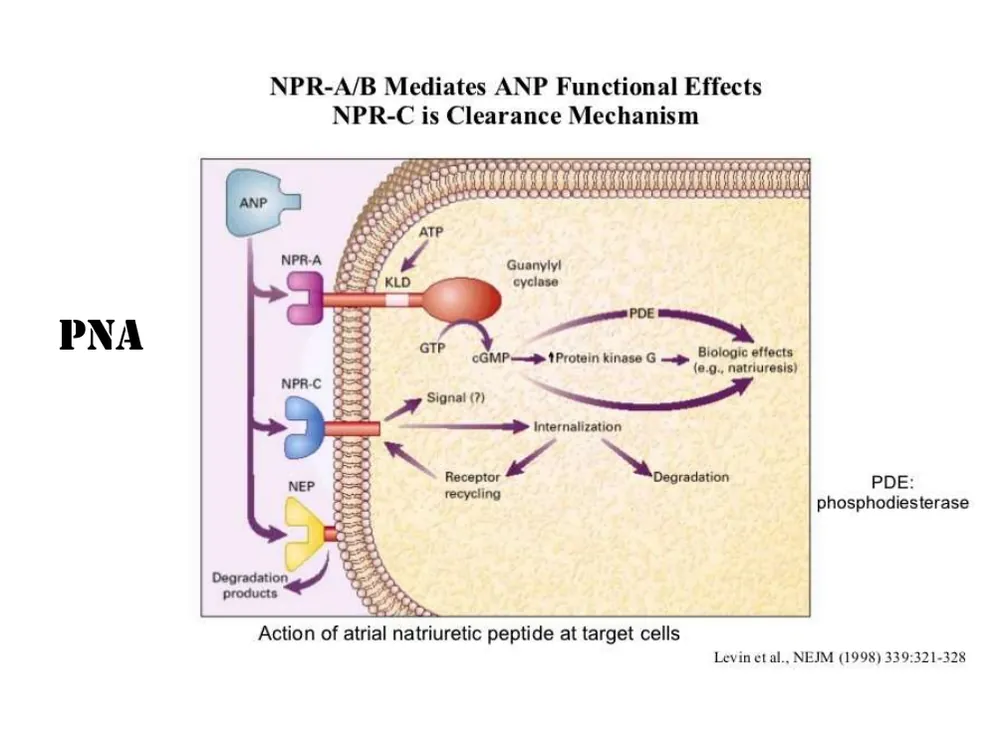 NPR-A/B Mediates ANP Functional Effects
NPR-C is Clearance Mechanism
ANP
ATP
NPR-A
KLD
Guanylyl
cyclase
PDE
PNA
GTP
cGMP
↑Protein kinase G
Biologic effects
(e.g., natriuresis)
NPR-C
Signal (?)
Internalization
Receptor
recycling
Degradation
NEP
PDE:
phosphodiesterase
Degradation
products
Action of atrial natriuretic peptide at target cells
Levin et al., NEJM (1998) 339:321-328